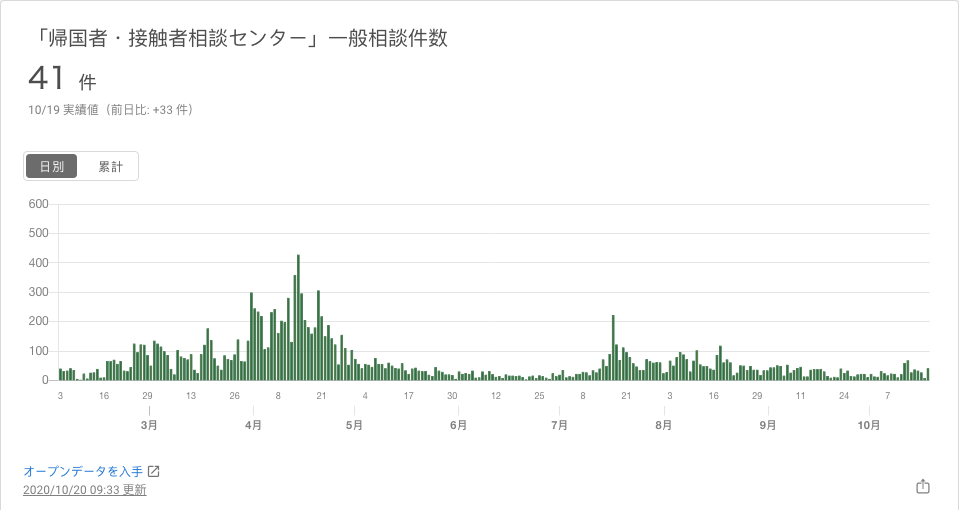 「帰国者・接触者相談センター」一般相談件数
41 件
10/19 実績値（前日比: +33 件）
日別 累計
600
500
400
300
200
100
0
3 16 29 13 26 8 21 4 17 30 12 25 8 21 3 16 29 11 24 7
3月 4月 5月 6月 7月 8月 9月 10月
オープンデータを入手
2020/10/20 09:33 更新